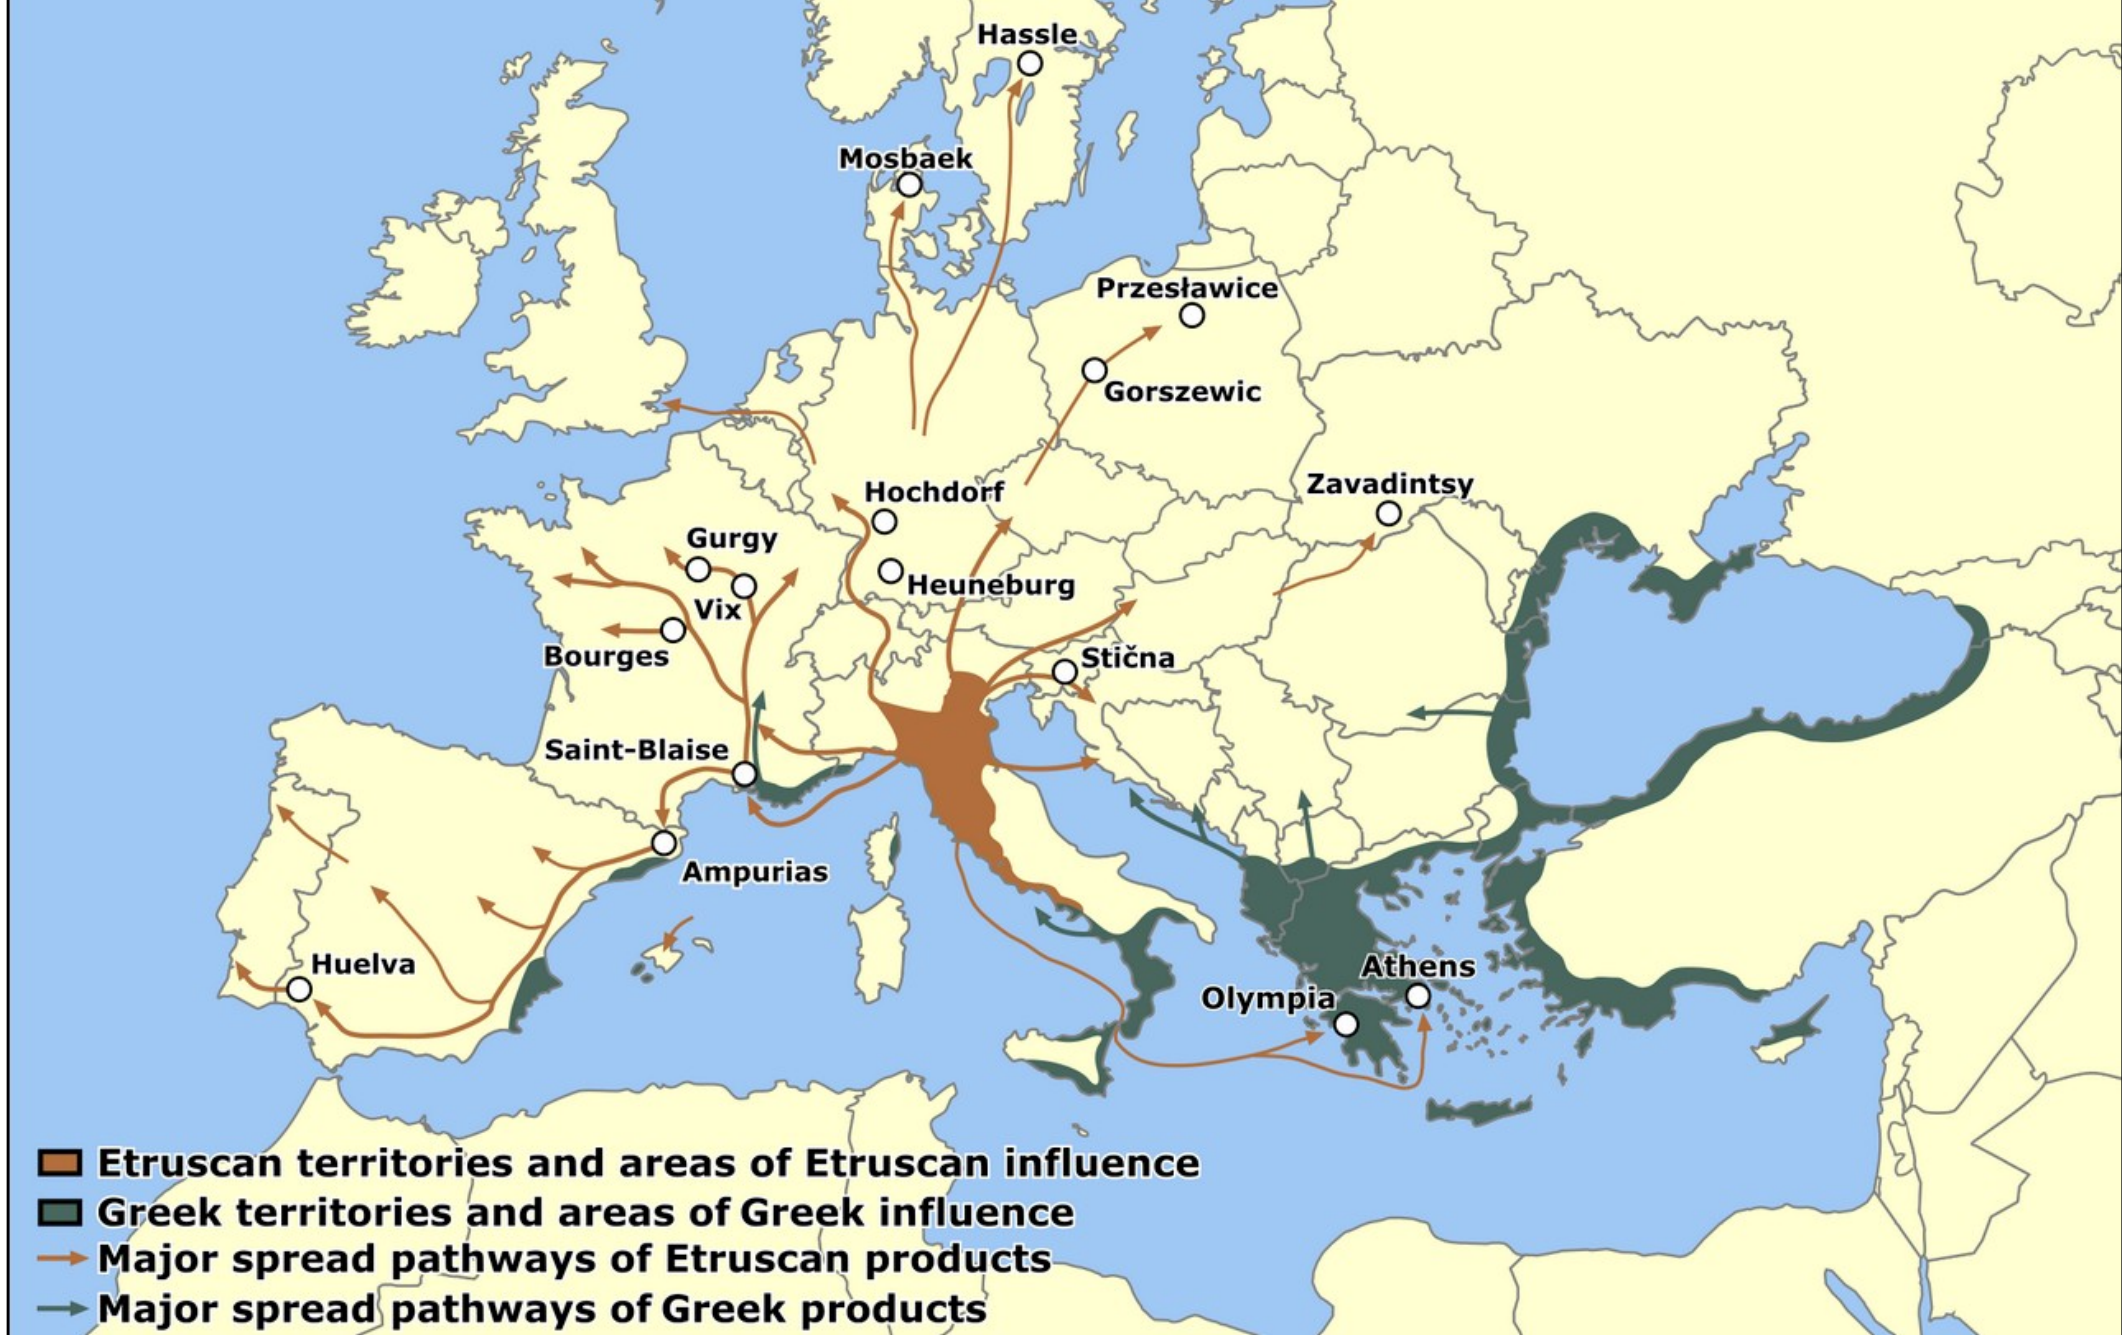 Hassle
Mosbaek
Przesławice
Gorszewic
Zavadintsy
Hochdorf
Gurgy
Heuneburg
Vix
Bourges
Stična
Saint-Blaise
Ampurias
Huelva
Athens
Olympia
Etruscan territories and areas of Etruscan influence
Greek territories and areas of Greek influence
Major spread pathways of Etruscan products
Major spread pathways of Greek products